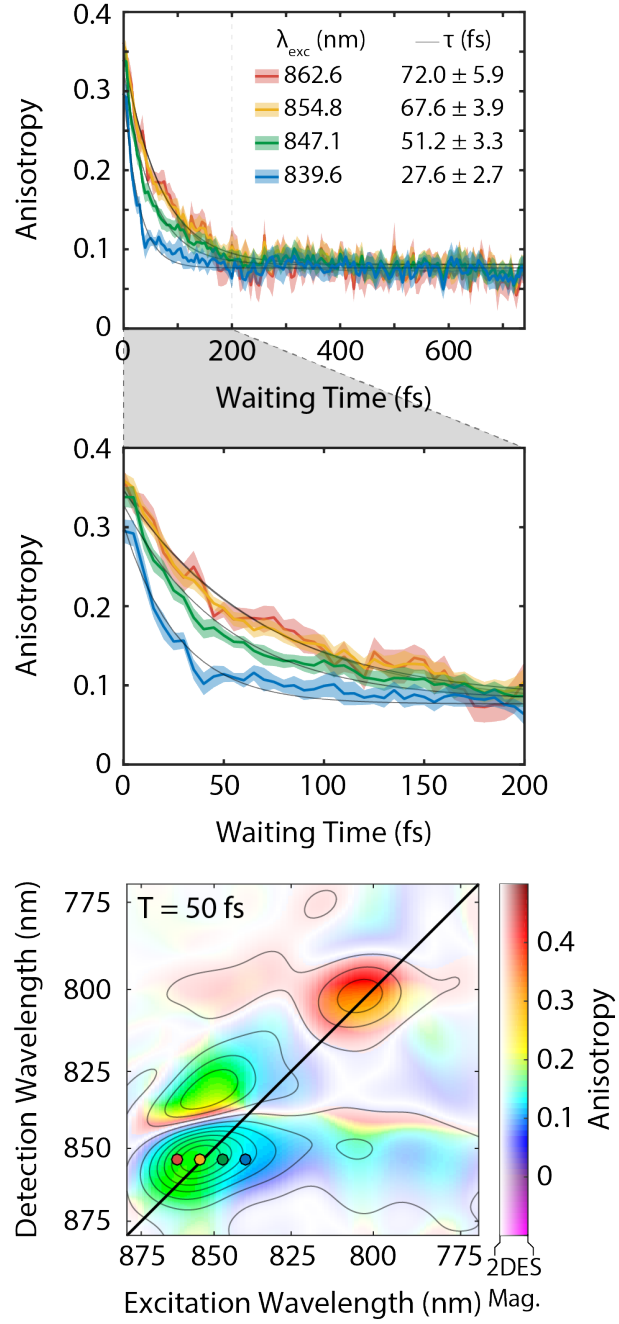 λexc (nm) — τ (fs)
862.6 72.0 ± 5.9
854.8 67.6 ± 3.9
847.1 51.2 ± 3.3
839.6 27.6 ± 2.7
Anisotropy
0.4
0.3
0.2
0.1
0
0 200 400 600
Waiting Time (fs)
Anisotropy
0.4
0.3
0.2
0.1
0
0 50 100 150 200
Waiting Time (fs)
T = 50 fs
Detection Wavelength (nm)
775
800
825
850
875
875 850 825 800 775
Excitation Wavelength (nm)
0.4
0.3
0.2
0.1
0
Anisotropy
2DES
Mag.